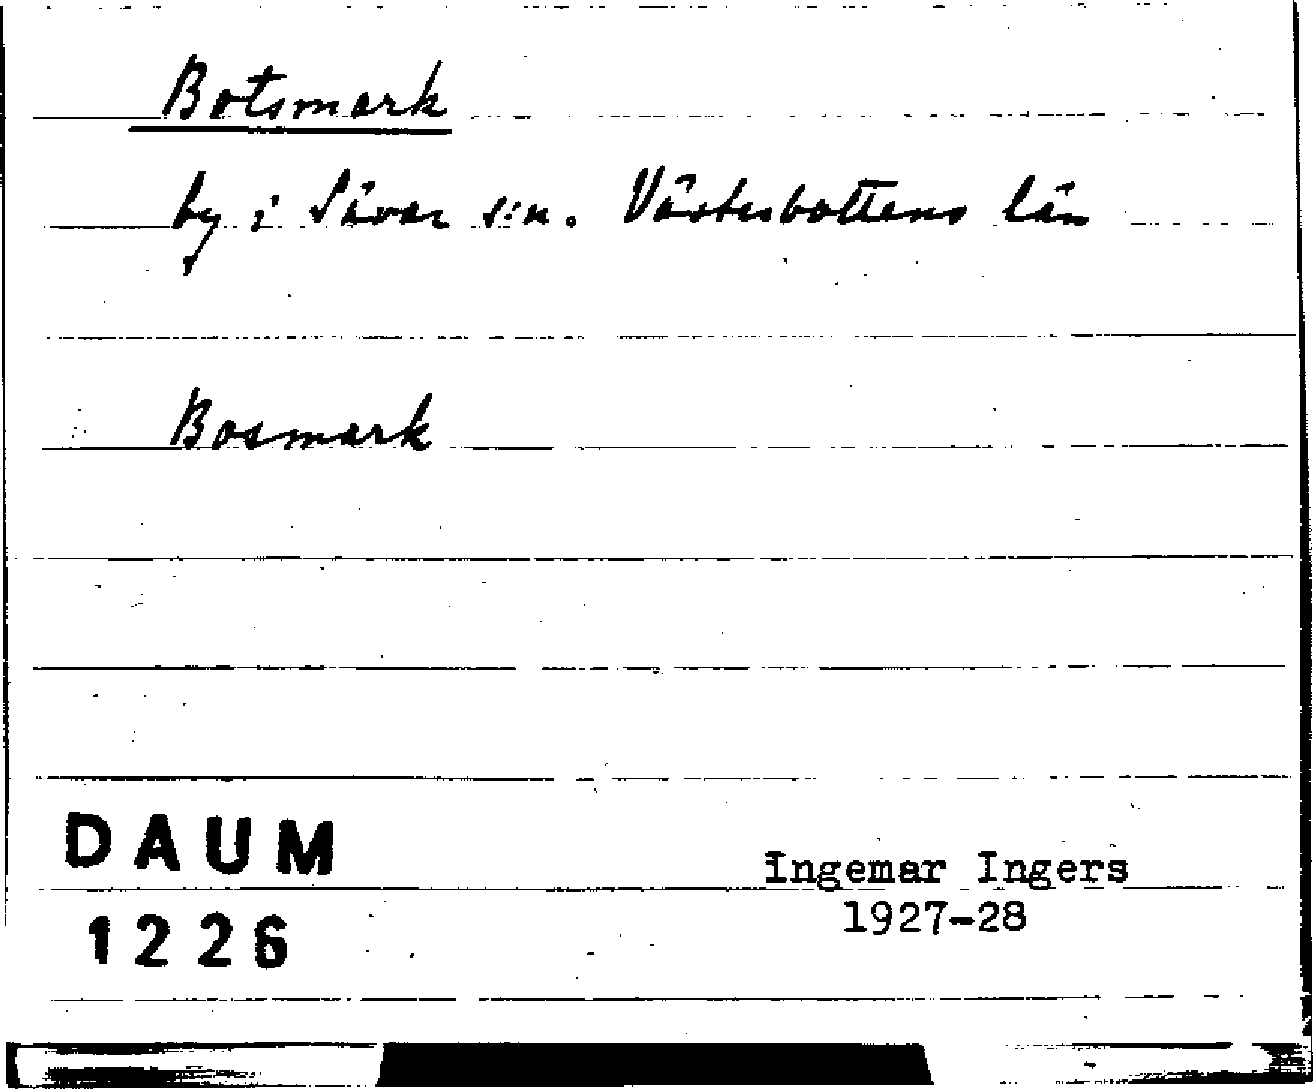 Botsmark
by i Sävar s:n. Västerbottens län
Bosmark
DAUM
1226
Ingemar Ingers
1927-28